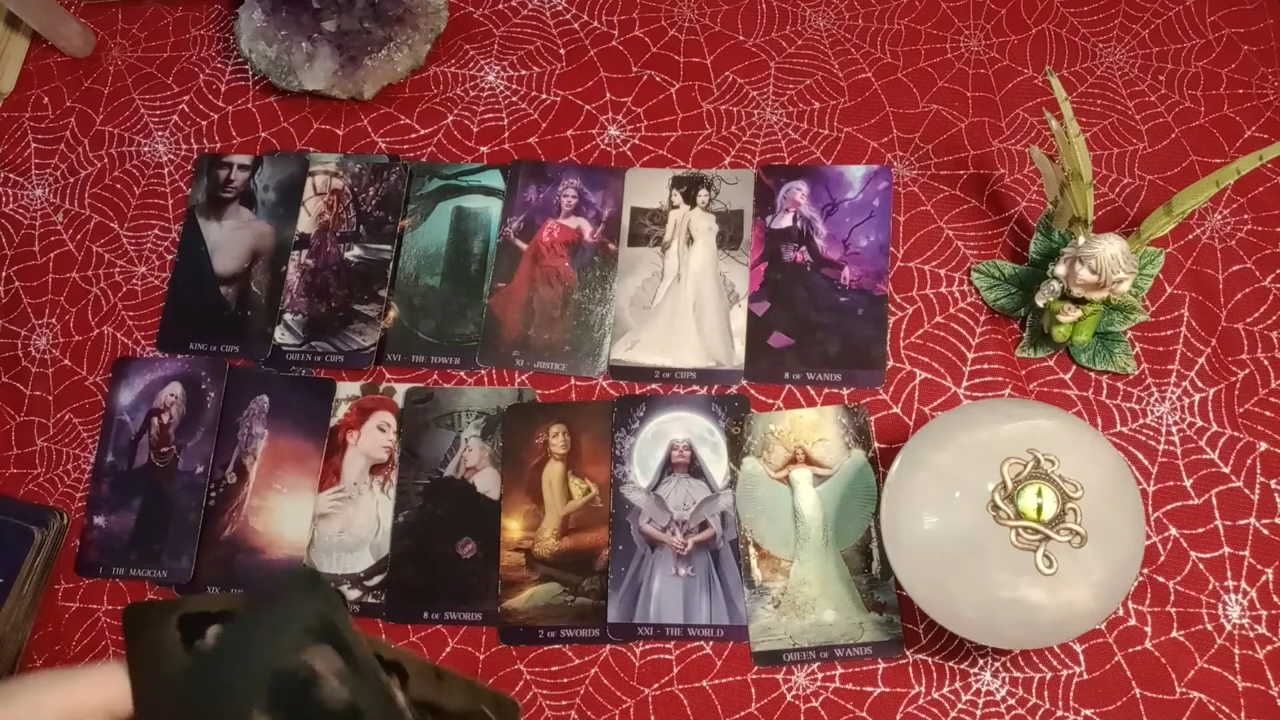 KING OF CUPS
QUEEN OF CUPS
XVI - THE TOWER
XI - JUSTICE
2 OF CUPS
8 OF WANDS
I - THE MAGICIAN
XIX -
8 OF SWORDS
2 OF SWORDS
XXI - THE WORLD
QUEEN OF WANDS